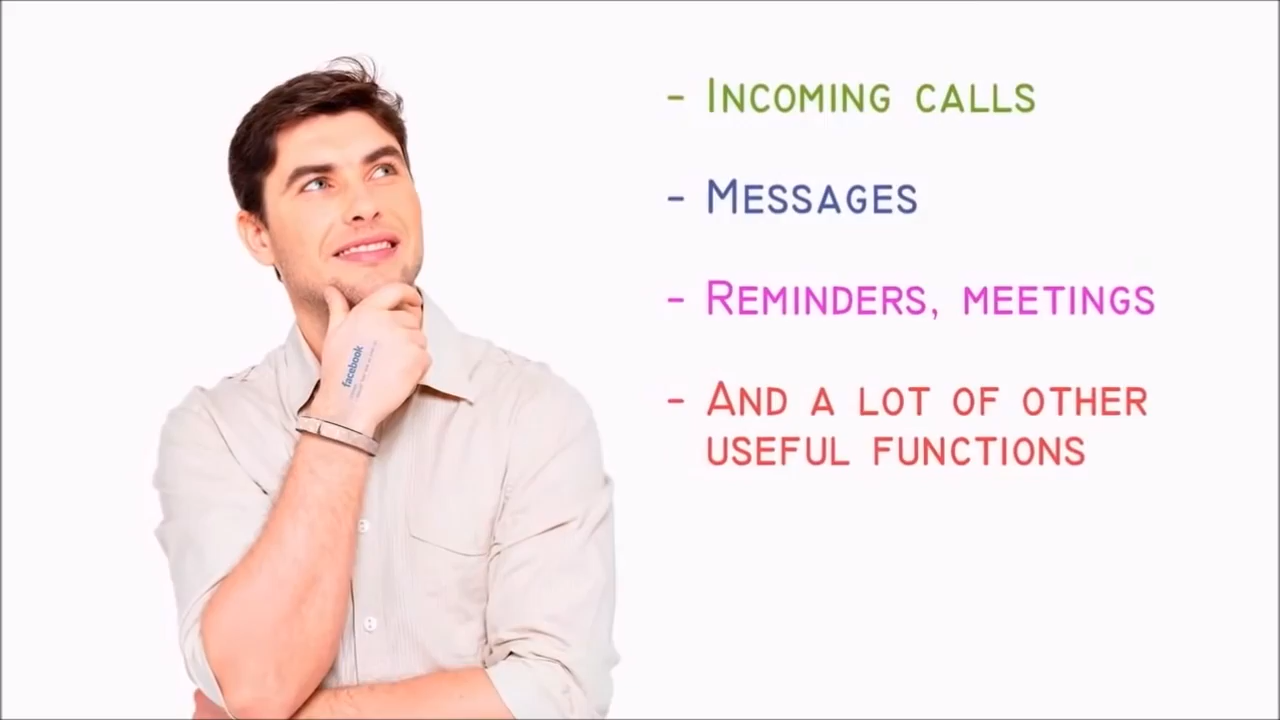 - INCOMING CALLS
- MESSAGES
- REMINDERS, MEETINGS
- AND A LOT OF OTHER
USEFUL FUNCTIONS
facebook